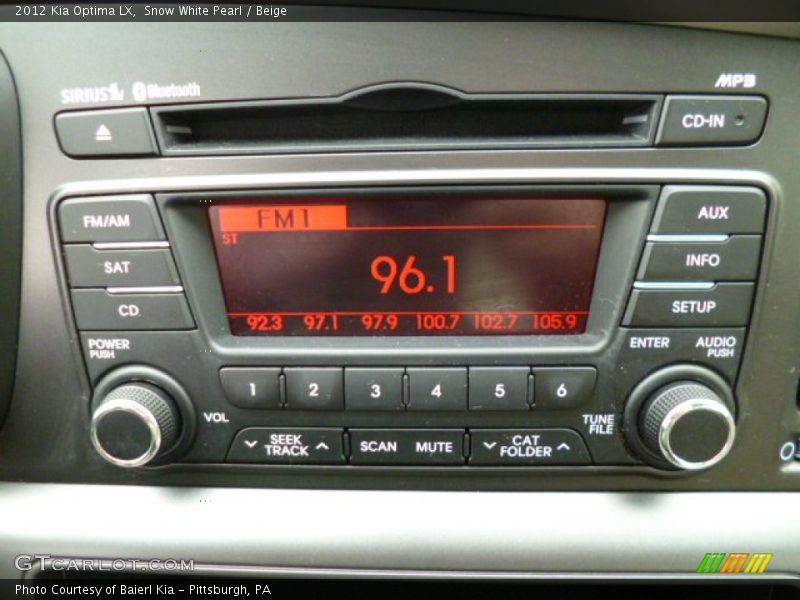 2012 Kia Optima LX, Snow White Pearl / Beige
SIRIUS Bluetooth
MP3
CD-IN
FM/AM
SAT
CD
AUX
INFO
SETUP
FM1
ST
96.1
92.3 97.1 97.9 100.7 102.7 105.9
POWER
PUSH
ENTER
AUDIO
PUSH
1 2 3 4 5 6
VOL
TUNE
FILE
SEEK
TRACK
SCAN MUTE
CAT
FOLDER
GTCARLOT.COM
Photo Courtesy of Baierl Kia - Pittsburgh, PA